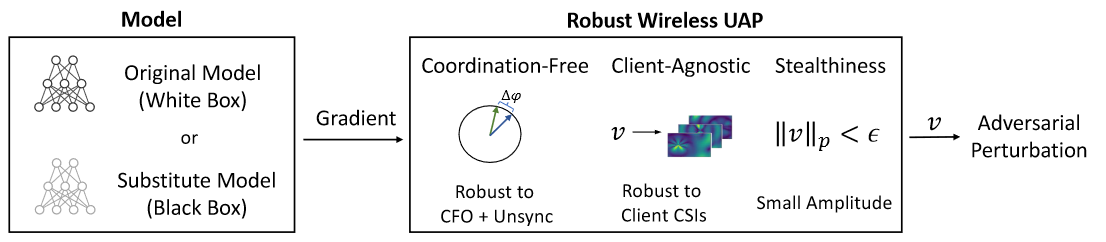 Model
Original Model
(White Box)
or
Substitute Model
(Black Box)
Gradient
Robust Wireless UAP
Coordination-Free
Δφ
Robust to
CFO + Unsync
Client-Agnostic
v
Robust to
Client CSIs
Stealthiness
‖v‖p < ϵ
Small Amplitude
v
Adversarial
Perturbation